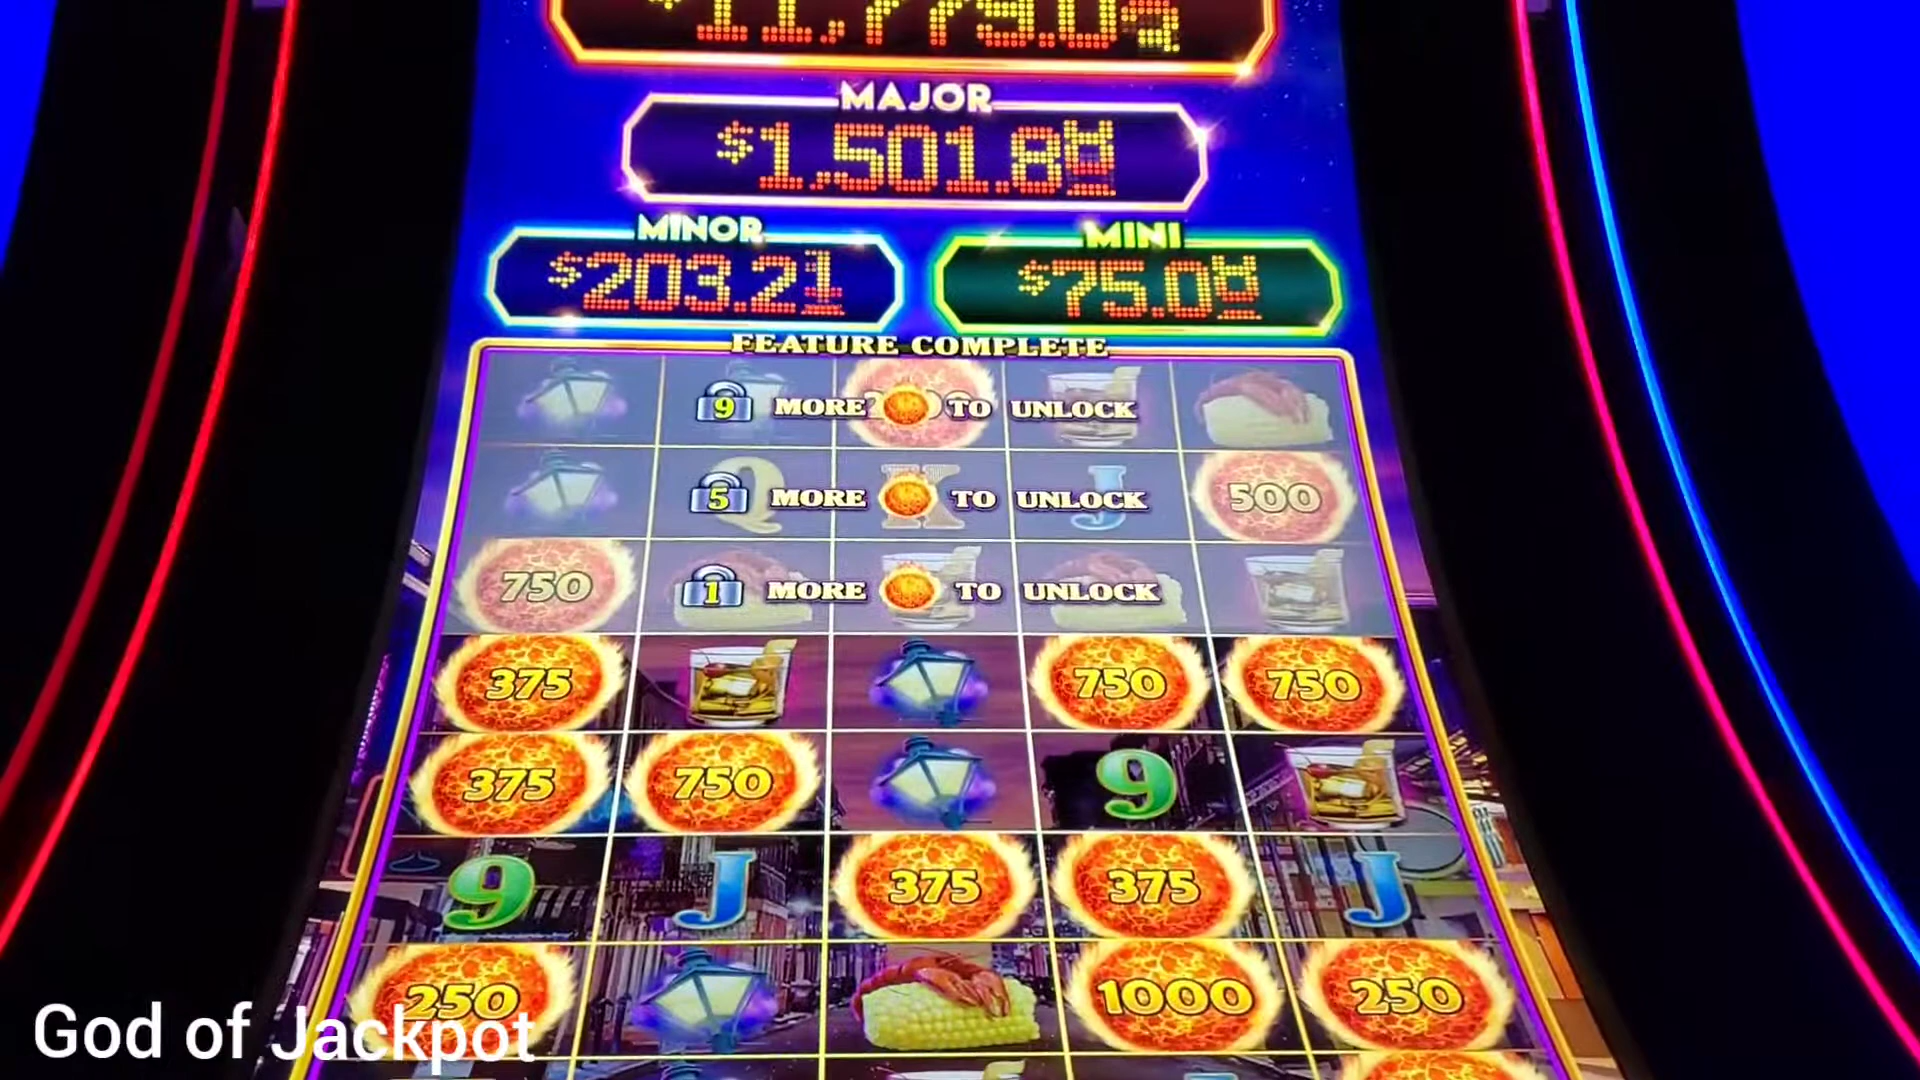 MAJOR
$1,501.8
MINOR
$203.21
MINI
$75.0
FEATURE COMPLETE
9 MORE TO UNLOCK
5 MORE TO UNLOCK
500
750
1 MORE TO UNLOCK
375
750
750
375
750
9
9
J
375
375
J
250
1000
250
God of Jackpot